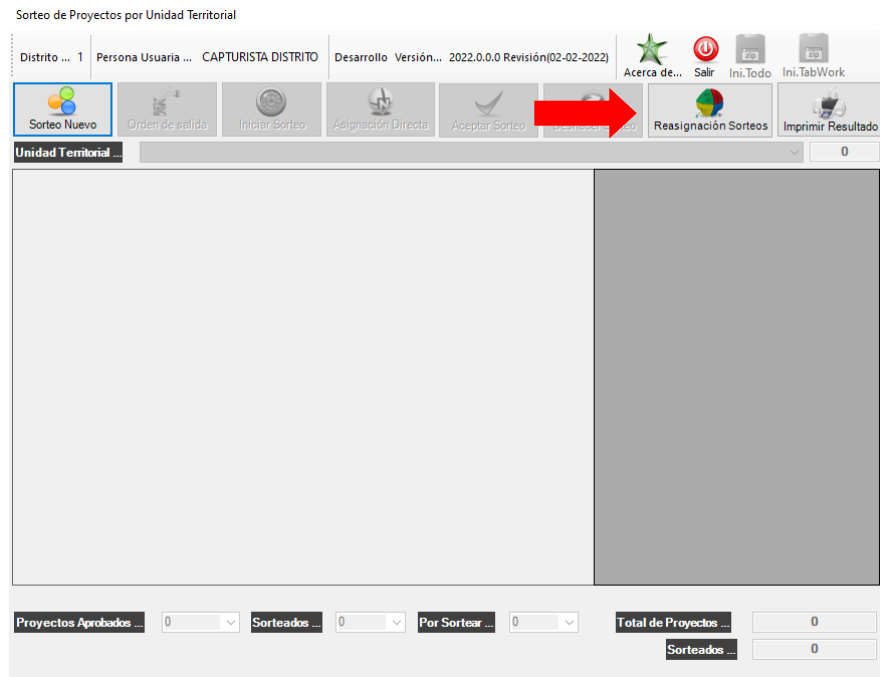 Sorteo de Proyectos por Unidad Territorial
Distrito ... 1 Persona Usuaria ... CAPTURISTA DISTRITO Desarrollo Versión... 2022.0.0.0 Revisión(02-02-2022) Acerca de... Salir Ini.Todo Ini.TabWork
Sorteo Nuevo Orden de salida Iniciar Sorteo Asignación Directa Aceptar Sorteo Reasignación Sorteos Imprimir Resultado
Unidad Territorial ... 0
Proyectos Aprobados ... 0 Sorteados ... 0 Por Sortear ... 0 Total de Proyectos ... 0
Sorteados ... 0